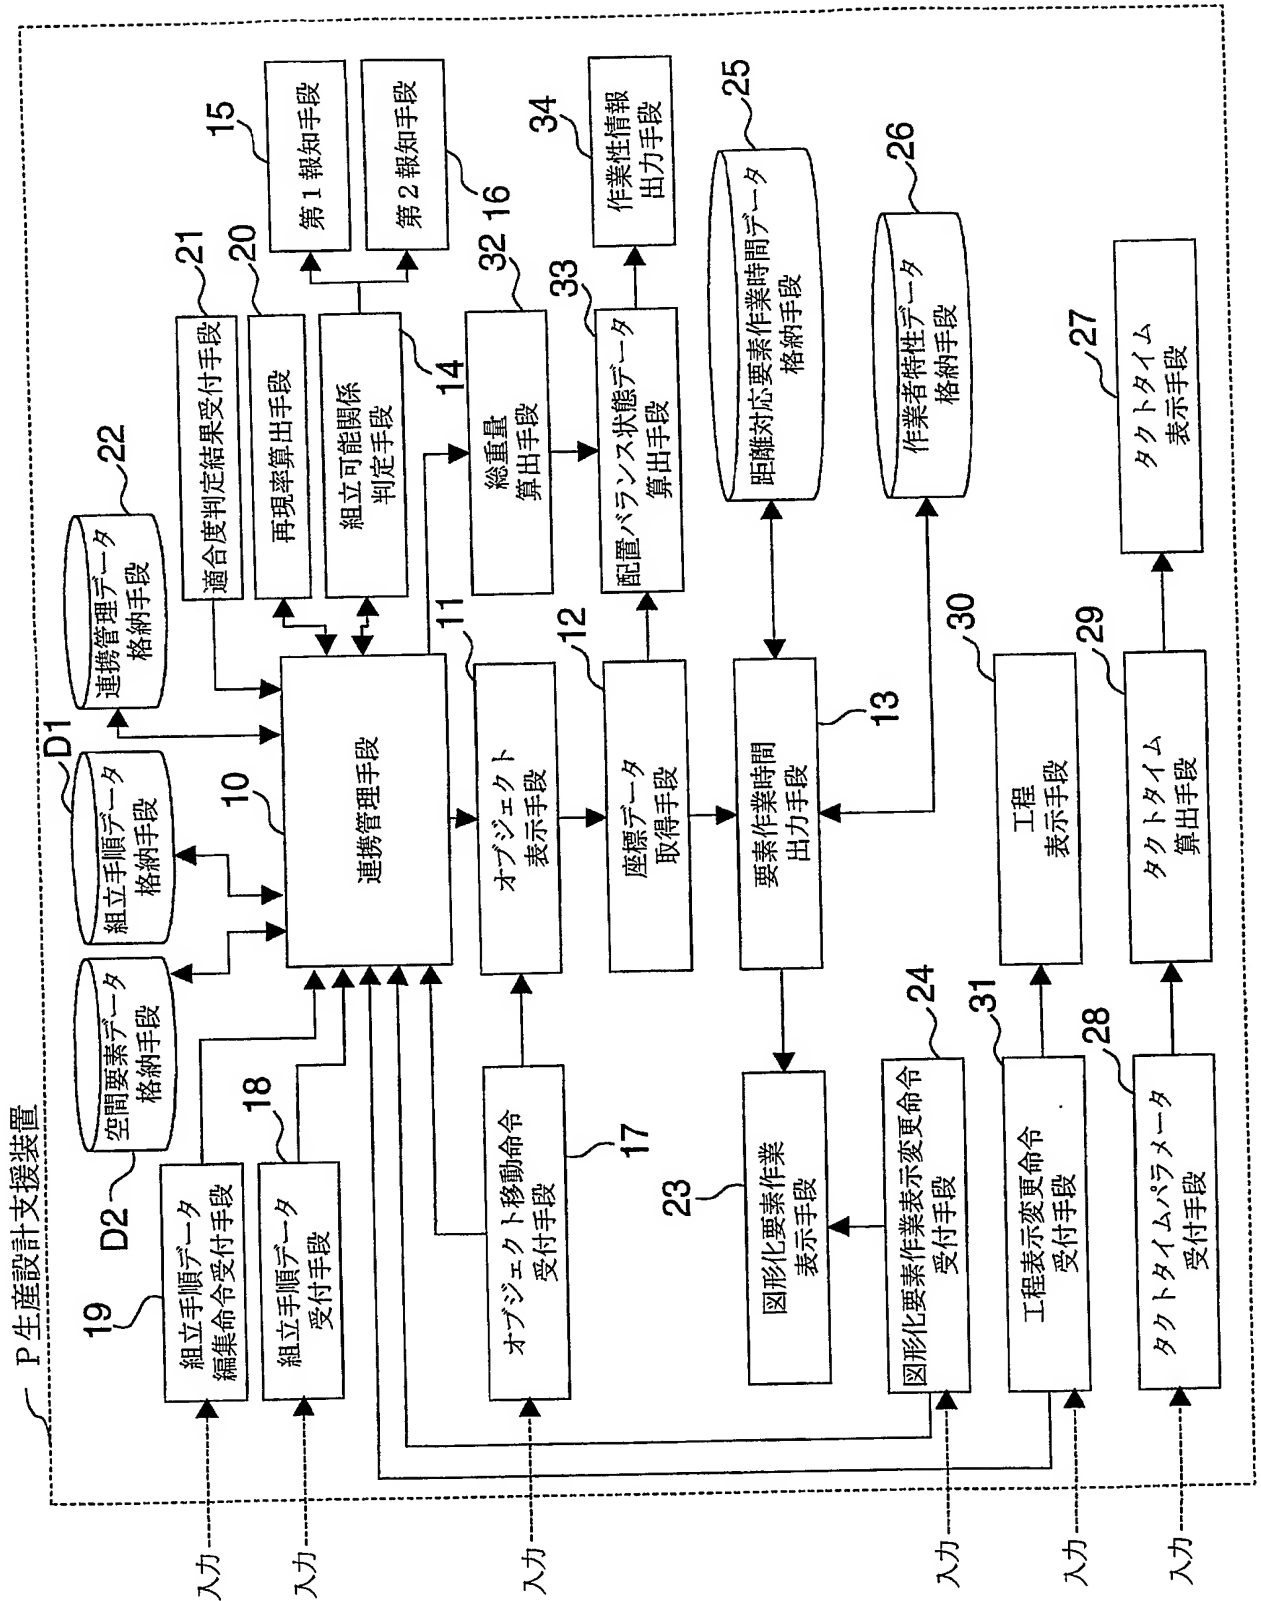 P 生産設計支援装置
19
組立手順データ
編集命令受付手段
入力
18
組立手順データ
受付手段
入力
D2
空間要素データ
格納手段
D1
組立手順データ
格納手段
22
連携管理データ
格納手段
21
適合度判定結果受付手段
20
再現率算出手段
組立可能関係
判定手段
14
15
第1報知手段
第2報知手段
16
10
連携管理手段
オブジェクト移動命令
受付手段
17
入力
11
オブジェクト
表示手段
32
総重量
算出手段
12
座標データ
取得手段
33
配置バランス状態データ
算出手段
34
作業性情報
出力手段
23
図形化要素作業
表示手段
要素作業時間
出力手段
13
25
距離対応要素作業時間データ
格納手段
24
図形化要素作業表示変更命令
受付手段
入力
26
作業者特性データ
格納手段
31
工程表示変更命令
受付手段
入力
30
工程
表示手段
28
タクトタイムパラメータ
受付手段
入力
29
タクトタイム
算出手段
27
タクトタイム
表示手段